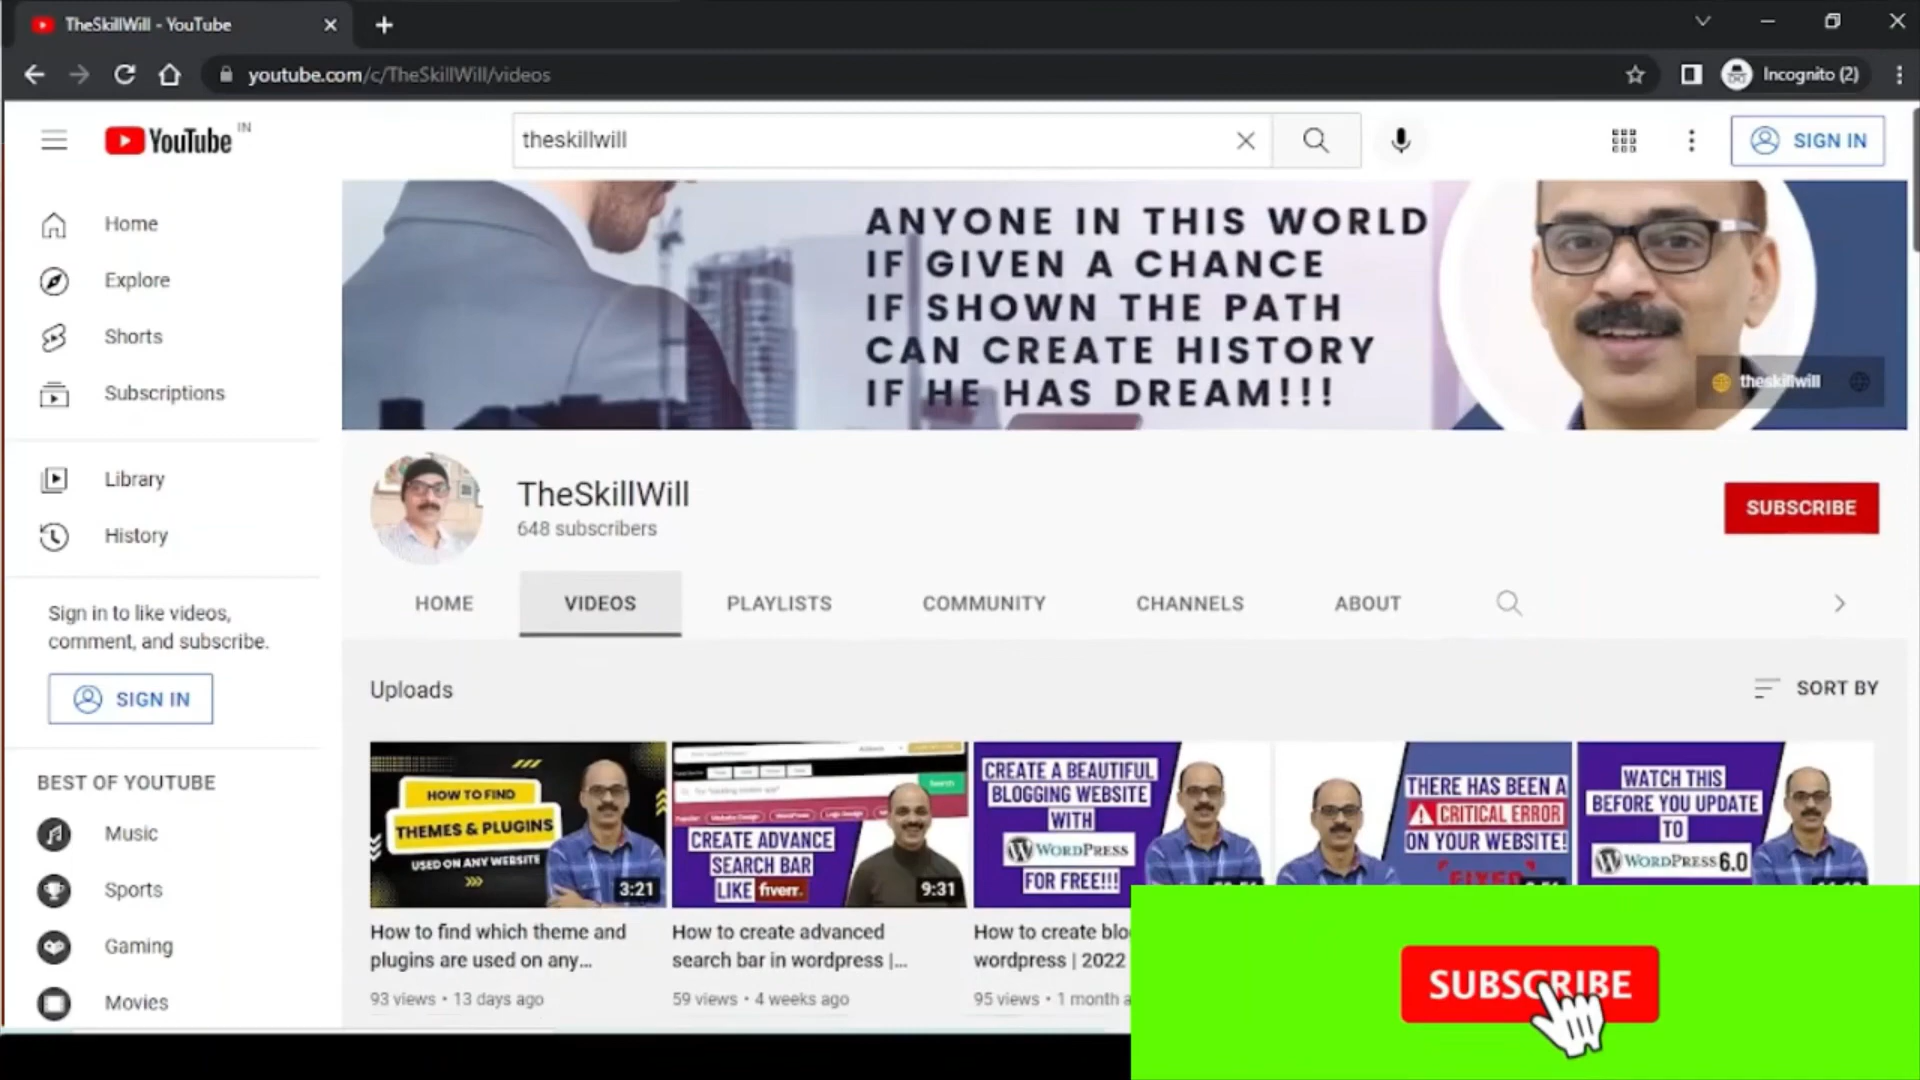 TheSkillWill - YouTube
youtube.com/c/TheSkillWill/videos
Incognito (2)
YouTube IN
theskillwill
SIGN IN
Home
Explore
Shorts
Subscriptions
Library
History
Sign in to like videos,
comment, and subscribe.
SIGN IN
BEST OF YOUTUBE
Music
Sports
Gaming
Movies
ANYONE IN THIS WORLD
IF GIVEN A CHANCE
IF SHOWN THE PATH
CAN CREATE HISTORY
IF HE HAS DREAM!!!
theskillwill
TheSkillWill
648 subscribers
SUBSCRIBE
HOME
VIDEOS
PLAYLISTS
COMMUNITY
CHANNELS
ABOUT
Uploads
SORT BY
HOW TO FIND
THEMES & PLUGINS
USED ON ANY WEBSITE
3:21
How to find which theme and
plugins are used on any...
93 views • 13 days ago
Search
CREATE ADVANCE
SEARCH BAR
LIKE fiverr.
9:31
How to create advanced
search bar in wordpress |...
59 views • 4 weeks ago
CREATE A BEAUTIFUL
BLOGGING WEBSITE
WITH
WORDPRESS
FOR FREE!!!
How to create blo
wordpress | 2022
95 views • 1 month a
THERE HAS BEEN A
CRITICAL ERROR
ON YOUR WEBSITE!
FIXED
WATCH THIS
BEFORE YOU UPDATE
TO
WORDPRESS 6.0
SUBSCRIBE